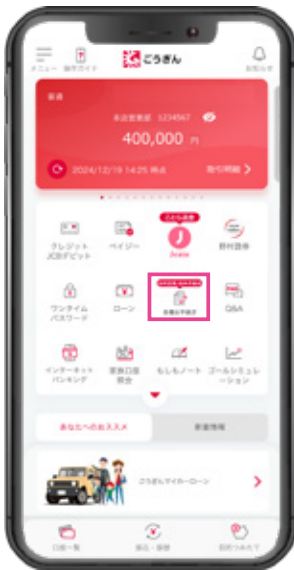 メニュー 操作ガイド ごうぎん お知らせ
普通
本店営業部 1234567
400,000 円
2024/12/19 14:25 時点 取引明細
クレジット
JCBデビット
ペイジー
Jcoin
野村證券
ワンタイム
パスワード
ローン
各種お手続き
Q&A
インターネット
バンキング
家族口座
照会
もしもノート
ゴールシミュレ
ーション
あなたへのおススメ 新着情報
ごうぎんマイカーローン
口座一覧 振込・振替 目的つみたて